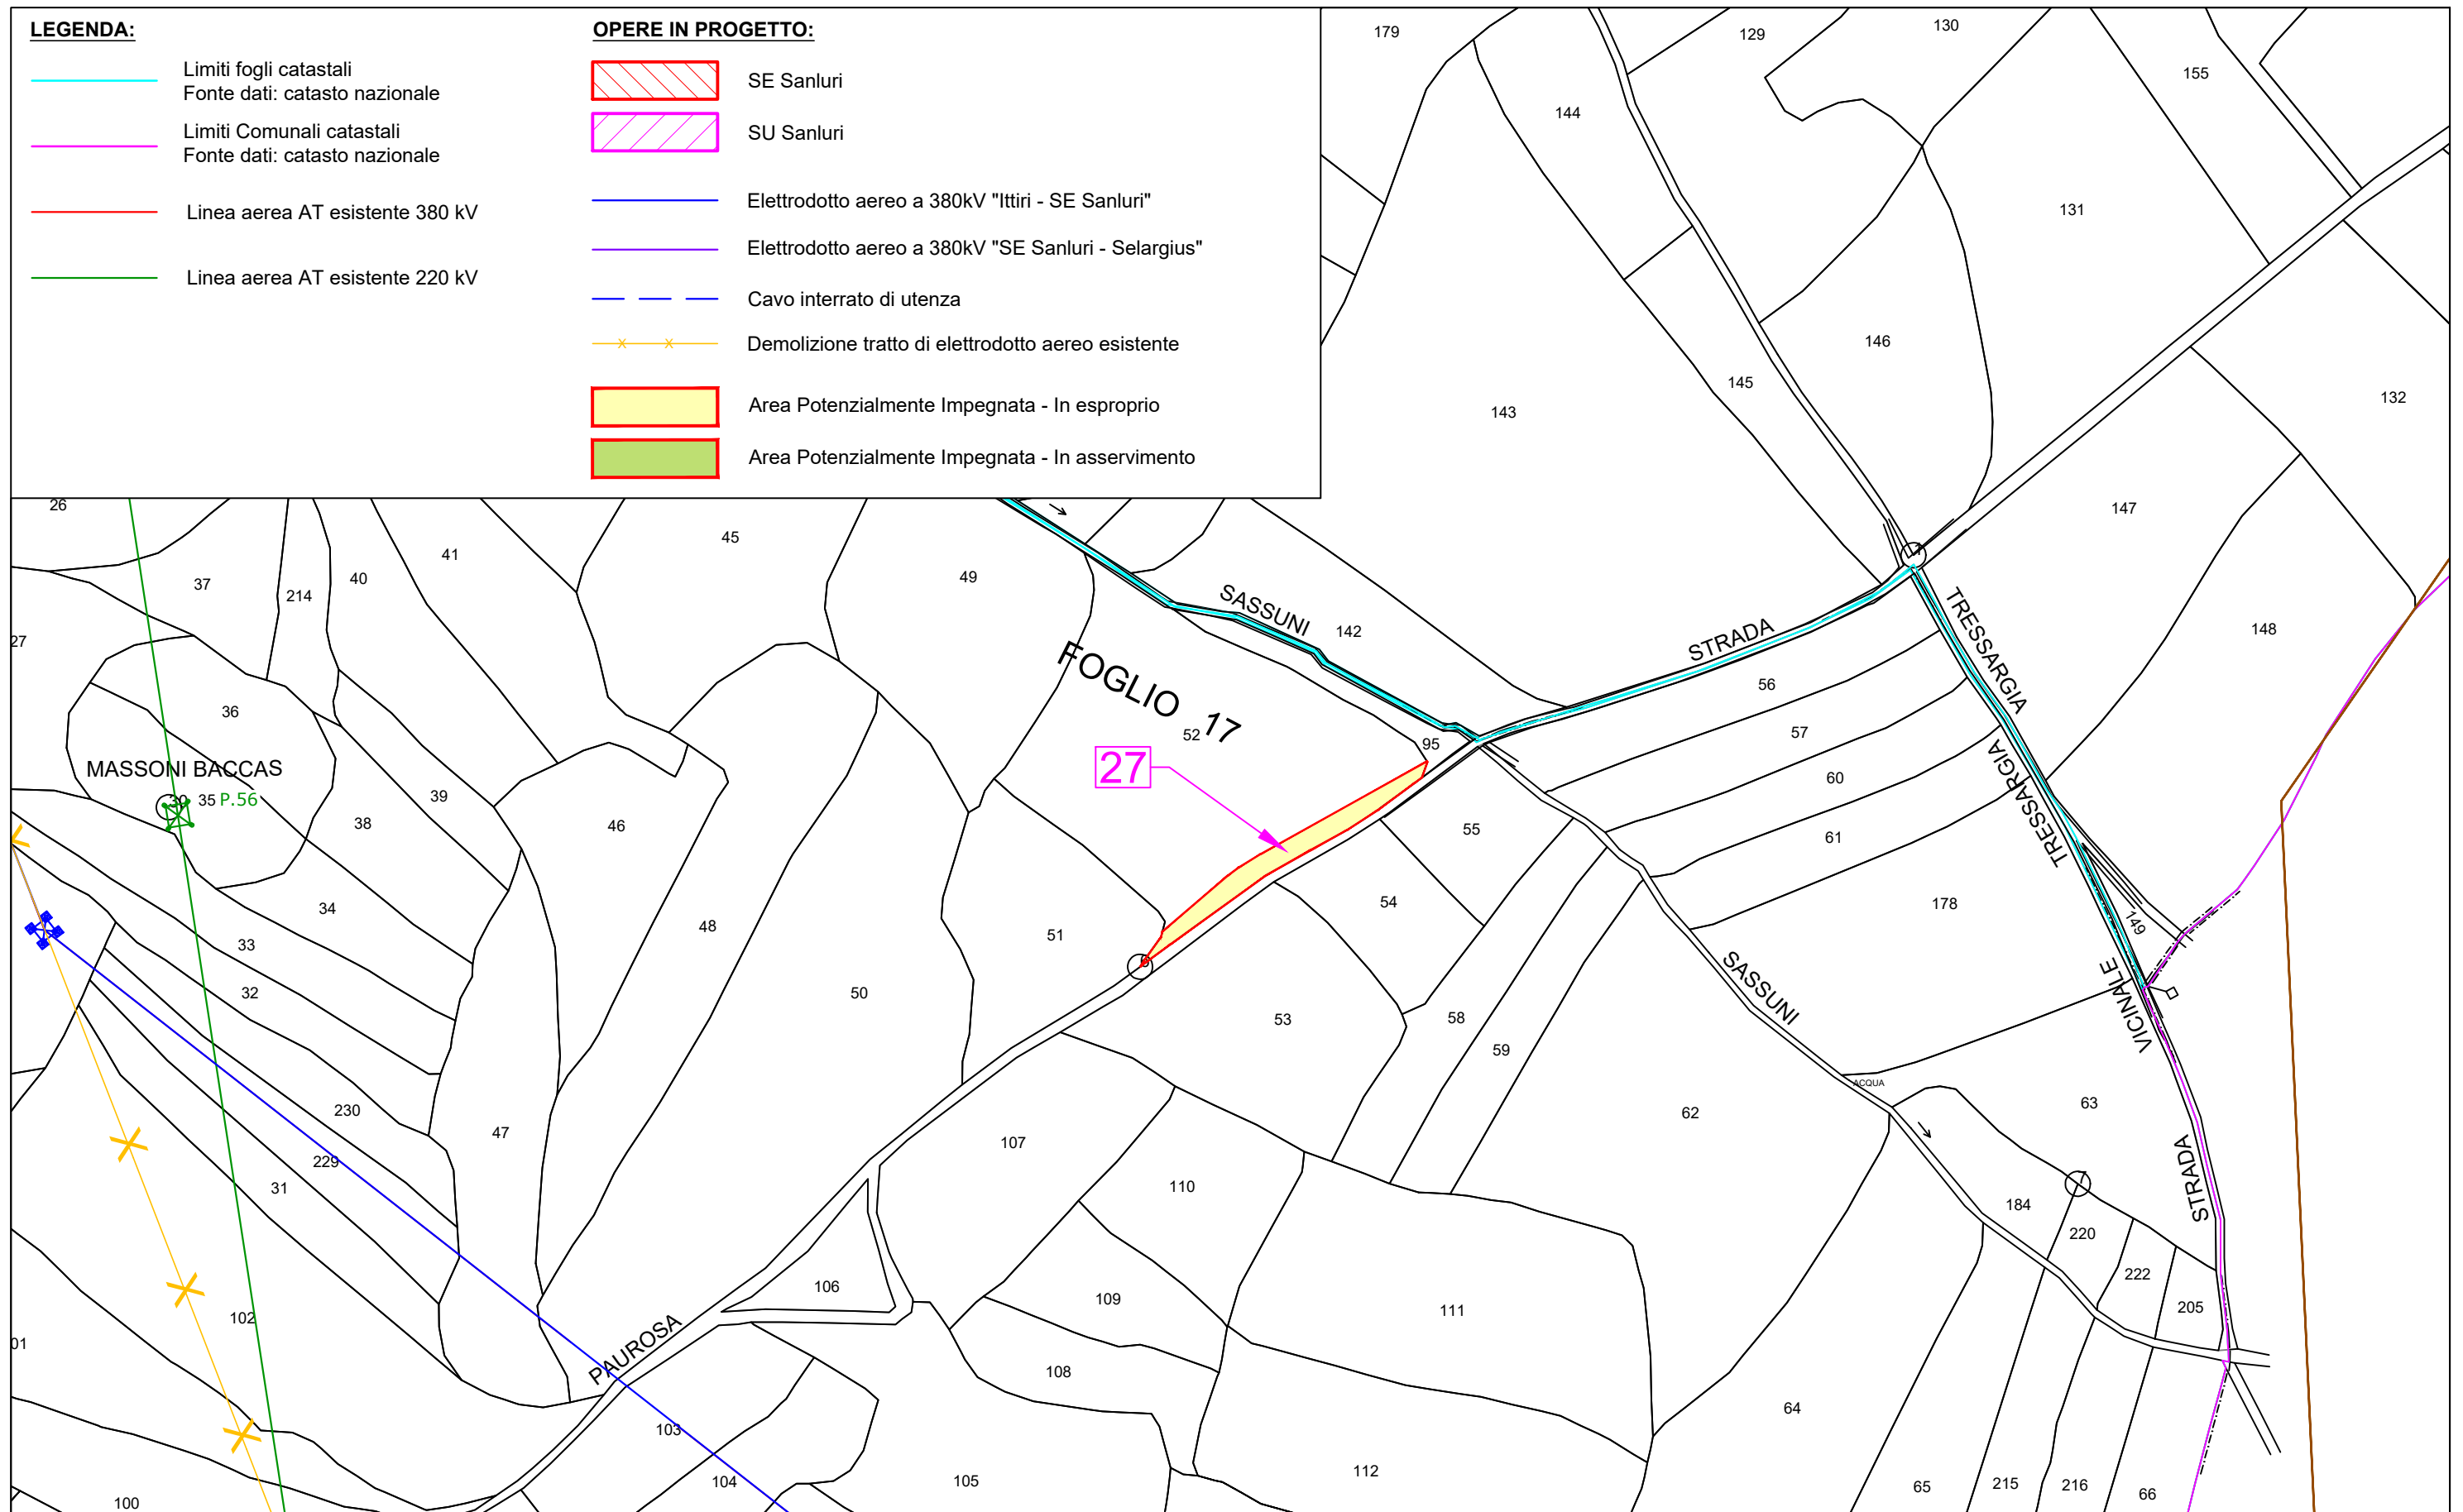 LEGENDA:
Limiti fogli catastali
Fonte dati: catasto nazionale
Limiti Comunali catastali
Fonte dati: catasto nazionale
Linea aerea AT esistente 380 kV
Linea aerea AT esistente 220 kV
OPERE IN PROGETTO:
SE Sanluri
SU Sanluri
Elettrodotto aereo a 380kV "Ittiri - SE Sanluri"
Elettrodotto aereo a 380kV "SE Sanluri - Selargius"
Cavo interrato di utenza
Demolizione tratto di elettrodotto aereo esistente
Area Potenzialmente Impegnata - In esproprio
Area Potenzialmente Impegnata - In asservimento
179
129
130
155
144
131
146
145
143
132
147
148
26
37
214
40
41
45
49
27
SASSUNI
142
STRADA
TRESSARGIA
FOGLIO 17
52
95
27
56
57
60
61
TRESSARGIA
36
MASSONI BACCAS
39
35
P.56
38
39
46
55
54
34
33
32
48
51
50
53
58
59
178
149
SASSUNI
VICINALE
ACQUA
62
63
230
229
31
47
107
110
184
220
222
205
STRADA
102
101
106
109
111
PAUROSA
108
64
103
104
105
112
100
65
215
216
66